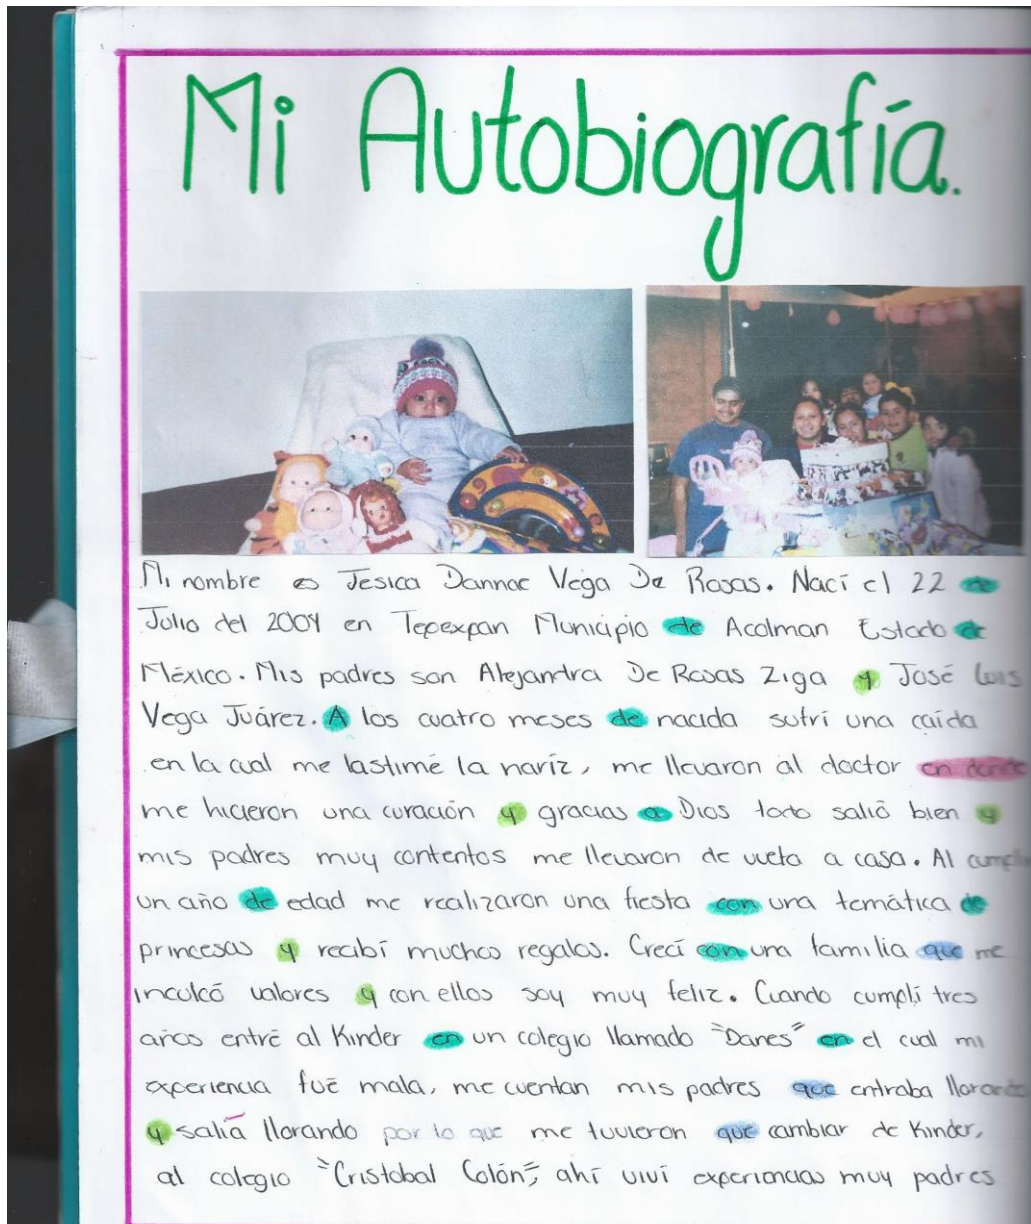 Mi Autobiografía.
Mi nombre es Jesica Dannae Vega De Rosas. Nací el 22 de
Julio del 2004 en Tepexpan Municipio de Acolman Estado de
México. Mis padres son Alejandra De Rosas Ziga y José Luis
Vega Juárez. A los cuatro meses de nacida sufrí una caída
en la cual me lastimé la naríz, me llevaron al doctor en donde
me hicieron una curación y gracias a Dios todo salió bien y
mis padres muy contentos me llevaron de vueta a casa. Al cumplir
un año de edad me realizaron una fiesta con una temática de
princesas y recibí muchos regalos. Crecí con una familia que me
inculcó valores y con ellos soy muy feliz. Cuando cumplí tres
años entré al Kinder en un colegio llamado "Danes" en el cual mi
experiencia fué mala, me cuentan mis padres que entraba llorando
y salía llorando por lo que me tuvieron que cambiar de Kinder,
al colegio "Cristobal Colón", ahí viví experiencias muy padres